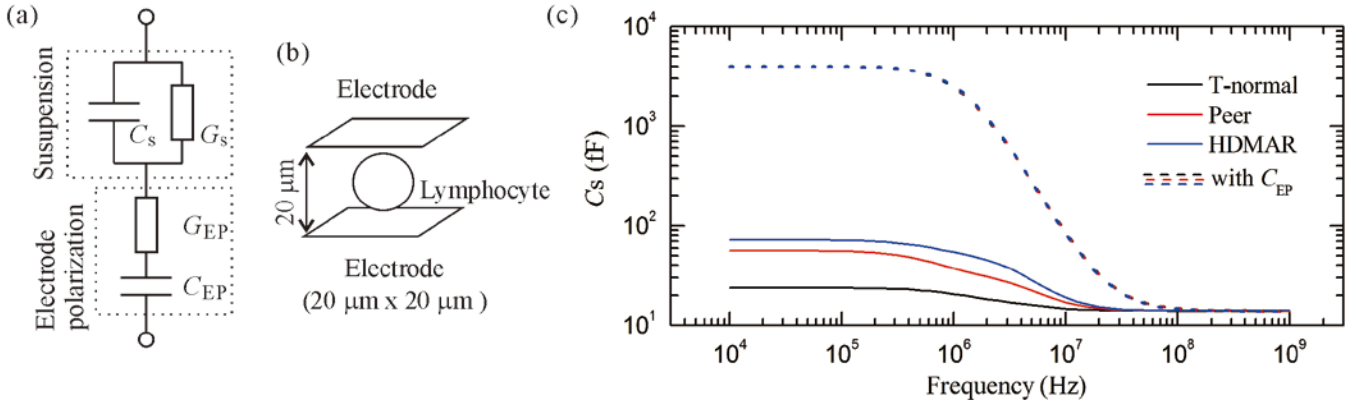 (a)
Susupension
Cs
Gs
Electrode
polarization
GEP
CEP
(b)
Electrode
20 μm
Lymphocyte
Electrode
(20 μm x 20 μm )
(c)
Cs (fF)
10⁴
10³
10²
10¹
T-normal
Peer
HDMAR
with CEP
10⁴ 10⁵ 10⁶ 10⁷ 10⁸ 10⁹
Frequency (Hz)